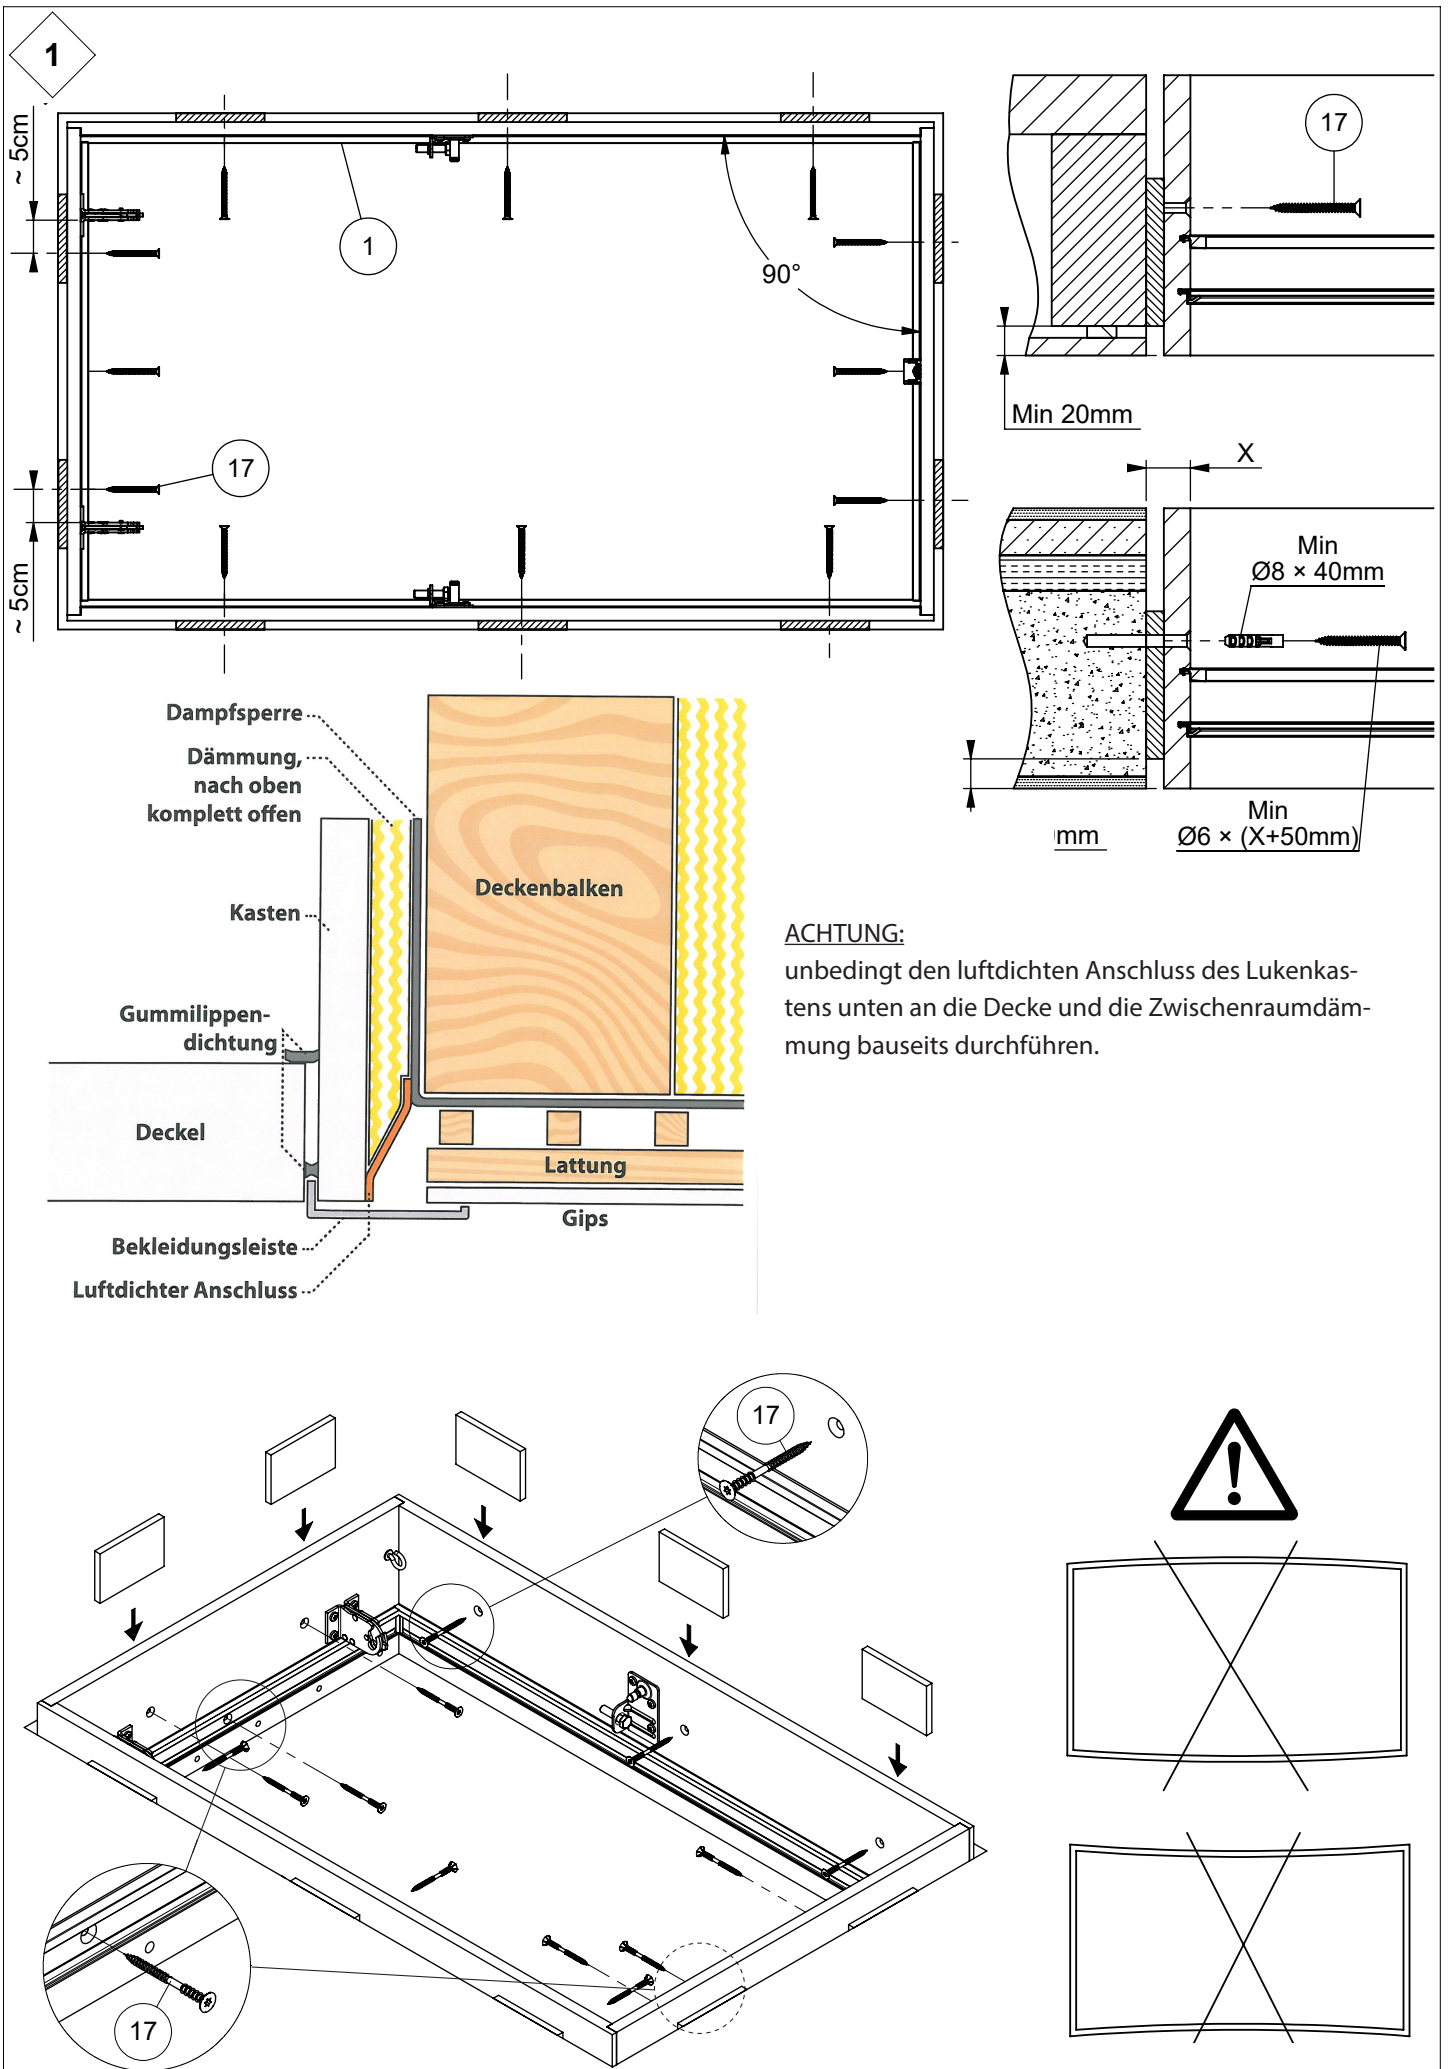 1
~ 5cm
1
90°
17
~ 5cm
17
Min 20mm
X
Min
Ø8 × 40mm
mm
Min
Ø6 × (X+50mm)
Dampfsperre
Dämmung,
nach oben
komplett offen
Deckenbalken
Kasten
Gummilippen-
dichtung
Deckel
Lattung
Gips
Bekleidungsleiste
Luftdichter Anschluss
ACHTUNG:
unbedingt den luftdichten Anschluss des Lukenkas-
tens unten an die Decke und die Zwischenraumdäm-
mung bauseits durchführen.
17
17